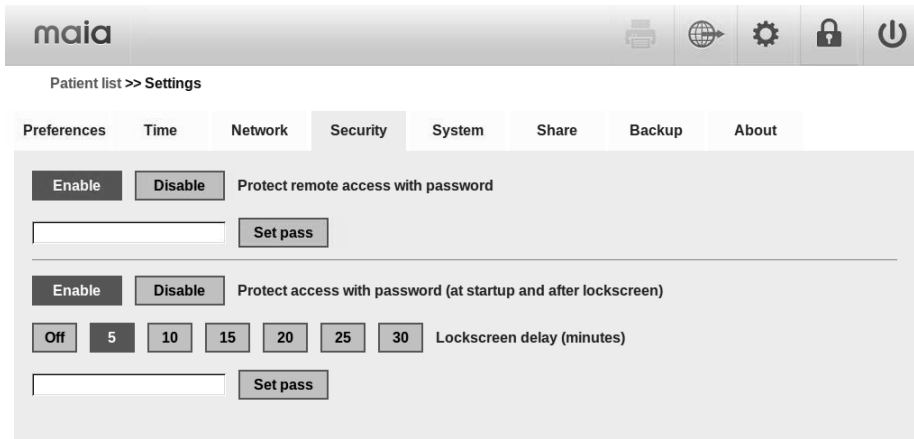 maia
Patient list >> Settings
Preferences Time Network Security System Share Backup About
Enable Disable Protect remote access with password
Set pass
Enable Disable Protect access with password (at startup and after lockscreen)
Off 5 10 15 20 25 30 Lockscreen delay (minutes)
Set pass